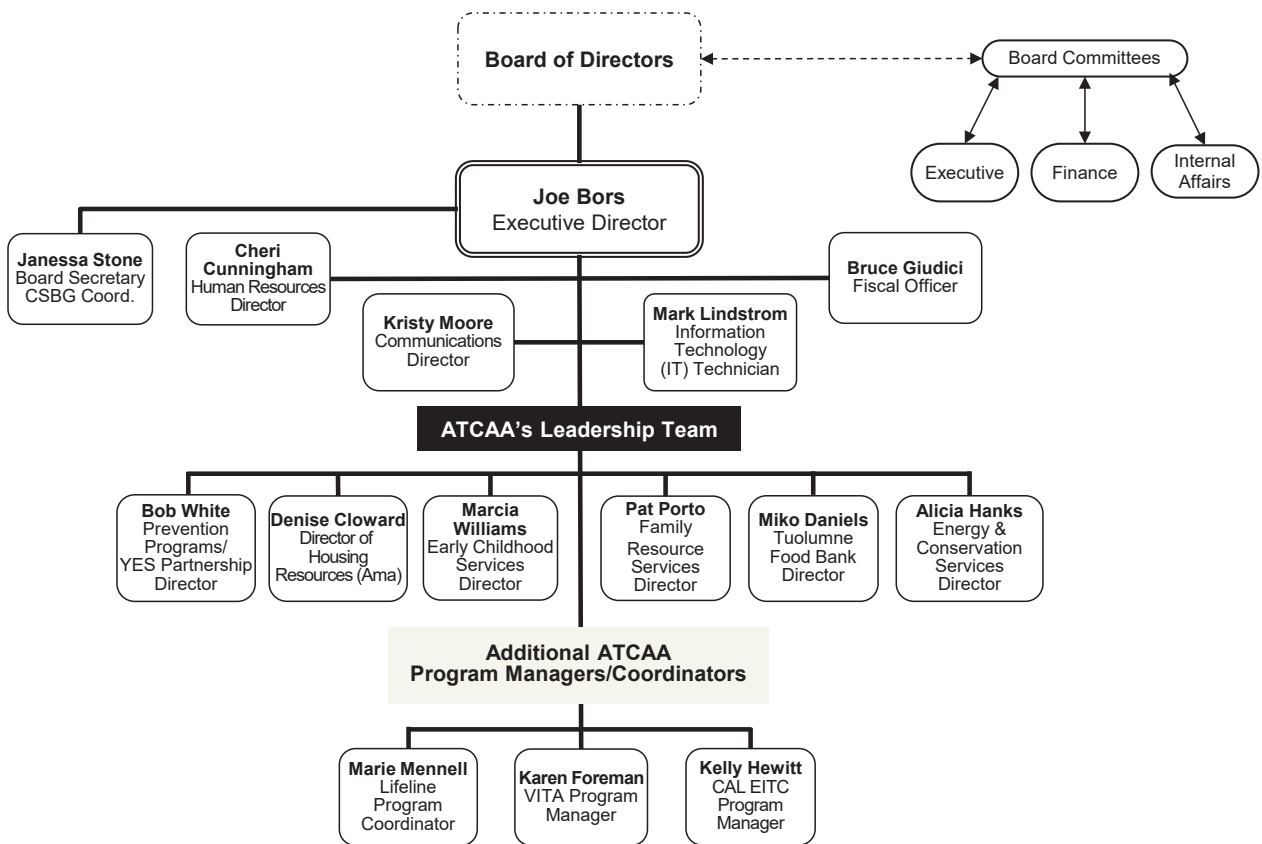 Board of Directors
Board Committees
Executive
Finance
Internal
Affairs
Joe Bors
Executive Director
Janessa Stone
Board Secretary
CSBG Coord.
Cheri
Cunningham
Human Resources
Director
Bruce Giudici
Fiscal Officer
Kristy Moore
Communications
Director
Mark Lindstrom
Information
Technology
(IT) Technician
ATCAA's Leadership Team
Bob White
Prevention
Programs/
YES Partnership
Director
Denise Cloward
Director of
Housing
Resources (Ama)
Marcia
Williams
Early Childhood
Services
Director
Pat Porto
Family
Resource
Services
Director
Miko Daniels
Tuolumne
Food Bank
Director
Alicia Hanks
Energy &
Conservation
Services
Director
Additional ATCAA
Program Managers/Coordinators
Marie Mennell
Lifeline
Program
Coordinator
Karen Foreman
VITA Program
Manager
Kelly Hewitt
CAL EITC
Program
Manager